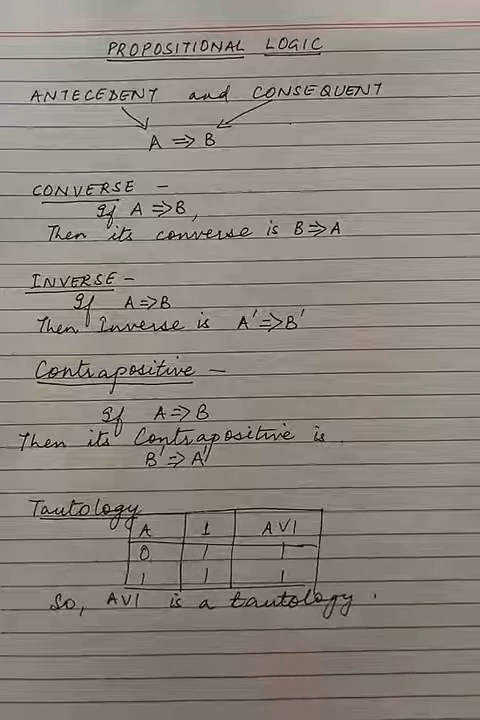 PROPOSITIONAL LOGIC
ANTECEDENT and CONSEQUENT
A ⇒ B
CONVERSE -
If A ⇒ B,
Then its converse is B ⇒ A
INVERSE -
If A ⇒ B
Then Inverse is A' ⇒ B'
Contrapositive -
If A ⇒ B
Then its Contrapositive is
B' ⇒ A'
Tautology
A 1 AV1
0 1 1
1 1 1
So, AV1 is a tautology.